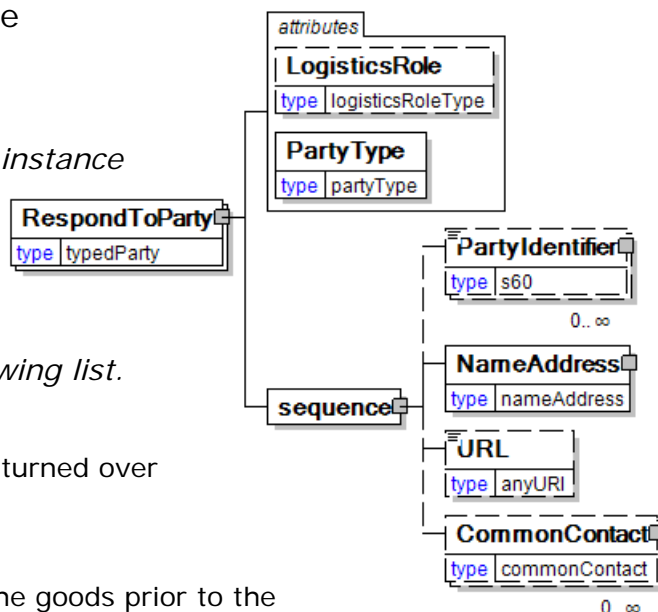 e
instance
wing list.
turned over
he goods prior to the
attributes
LogisticsRole
type logisticsRoleType
PartyType
type partyType
RespondToParty
type typedParty
sequence
PartyIdentifier
type s60
0..∞
NameAddress
type nameAddress
URL
type anyURI
CommonContact
type commonContact
0..∞